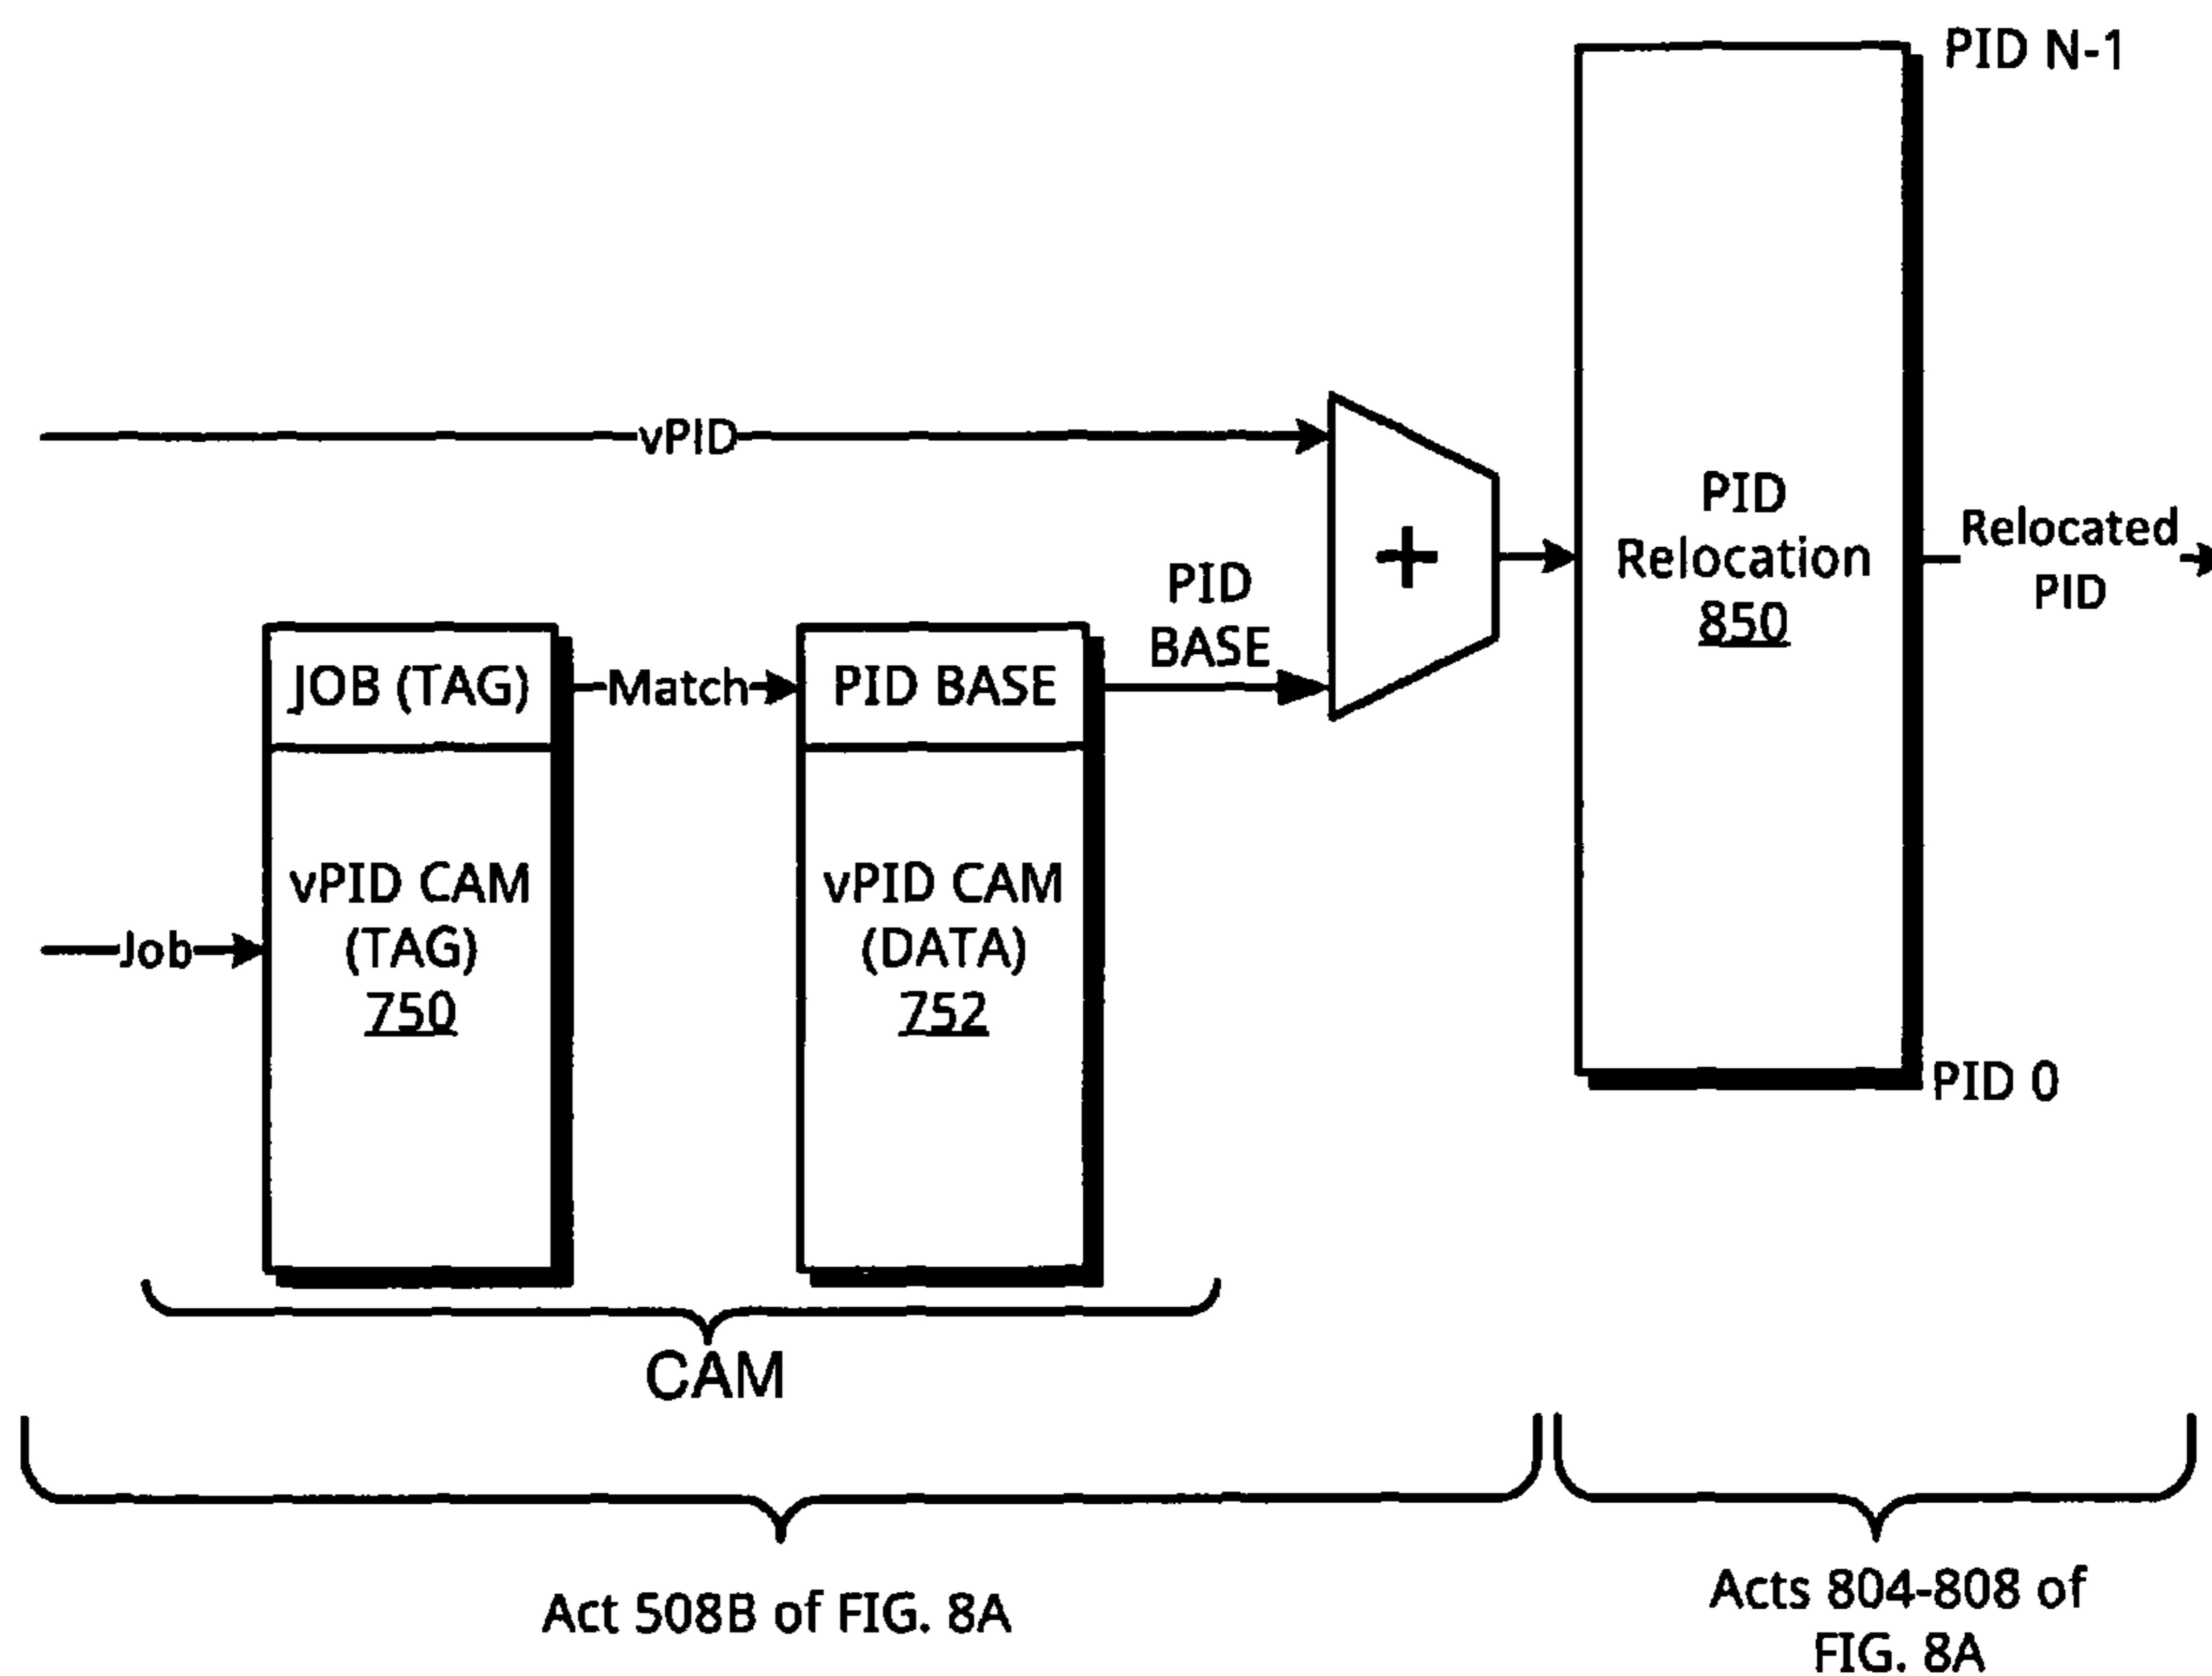 PID N-1
vPID
PID
Relocation
850
Relocated
PID
PID
BASE
JOB (TAG)
Match
PID BASE
vPID CAM
(TAG)
750
vPID CAM
(DATA)
752
Job
PID 0
CAM
Act 508B of FIG. 8A
Acts 804-808 of
FIG. 8A
+